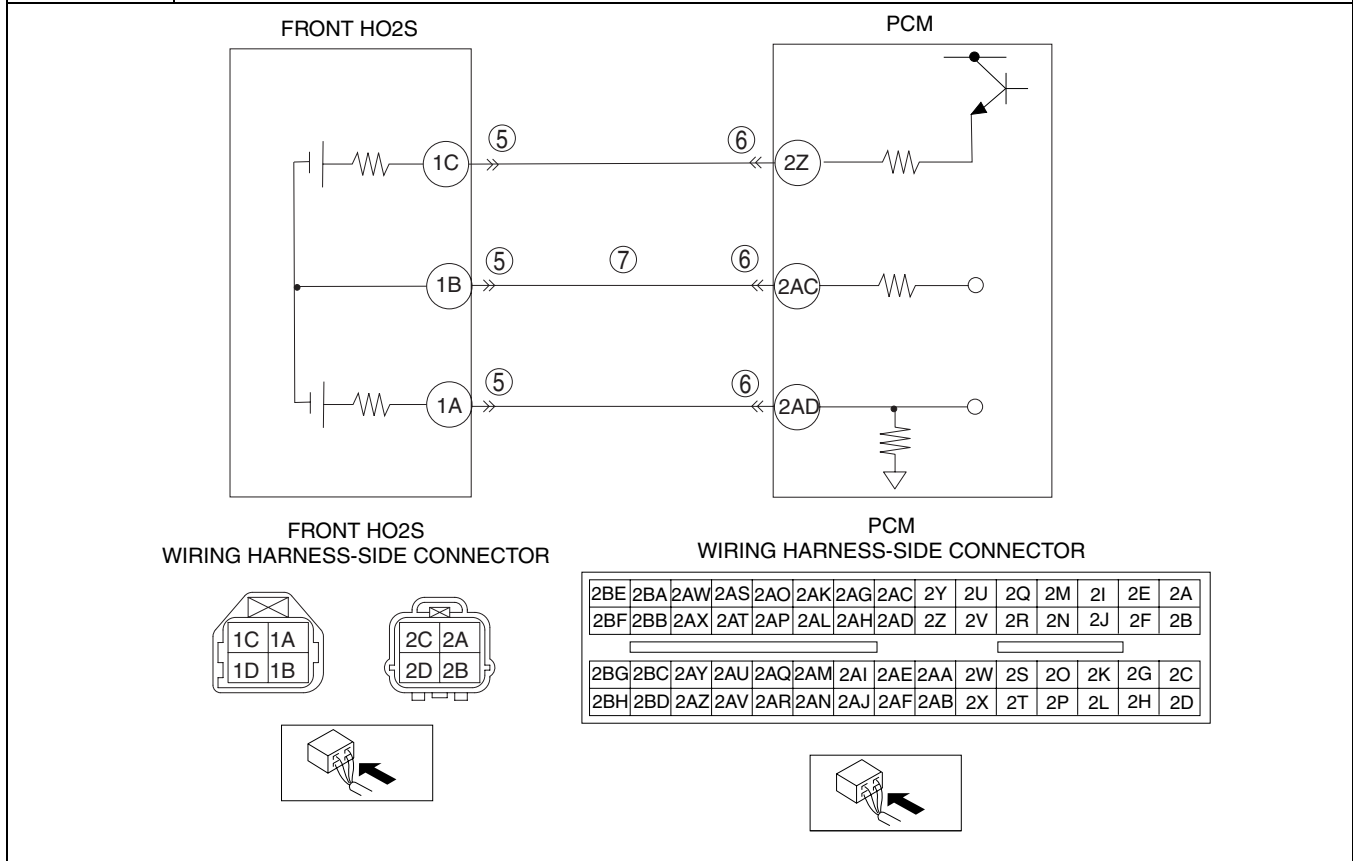 FRONT HO2S PCM
1C ⑤ ⑥ 2Z
1B ⑤ ⑦ ⑥ 2AC
1A ⑤ ⑥ 2AD
FRONT HO2S
WIRING HARNESS-SIDE CONNECTOR
1C 1A
1D 1B
2C 2A
2D 2B
PCM
WIRING HARNESS-SIDE CONNECTOR
2BE 2BA 2AW 2AS 2AO 2AK 2AG 2AC 2Y 2U 2Q 2M 2I 2E 2A
2BF 2BB 2AX 2AT 2AP 2AL 2AH 2AD 2Z 2V 2R 2N 2J 2F 2B
2BG 2BC 2AY 2AU 2AQ 2AM 2AI 2AE 2AA 2W 2S 2O 2K 2G 2C
2BH 2BD 2AZ 2AV 2AR 2AN 2AJ 2AF 2AB 2X 2T 2P 2L 2H 2D